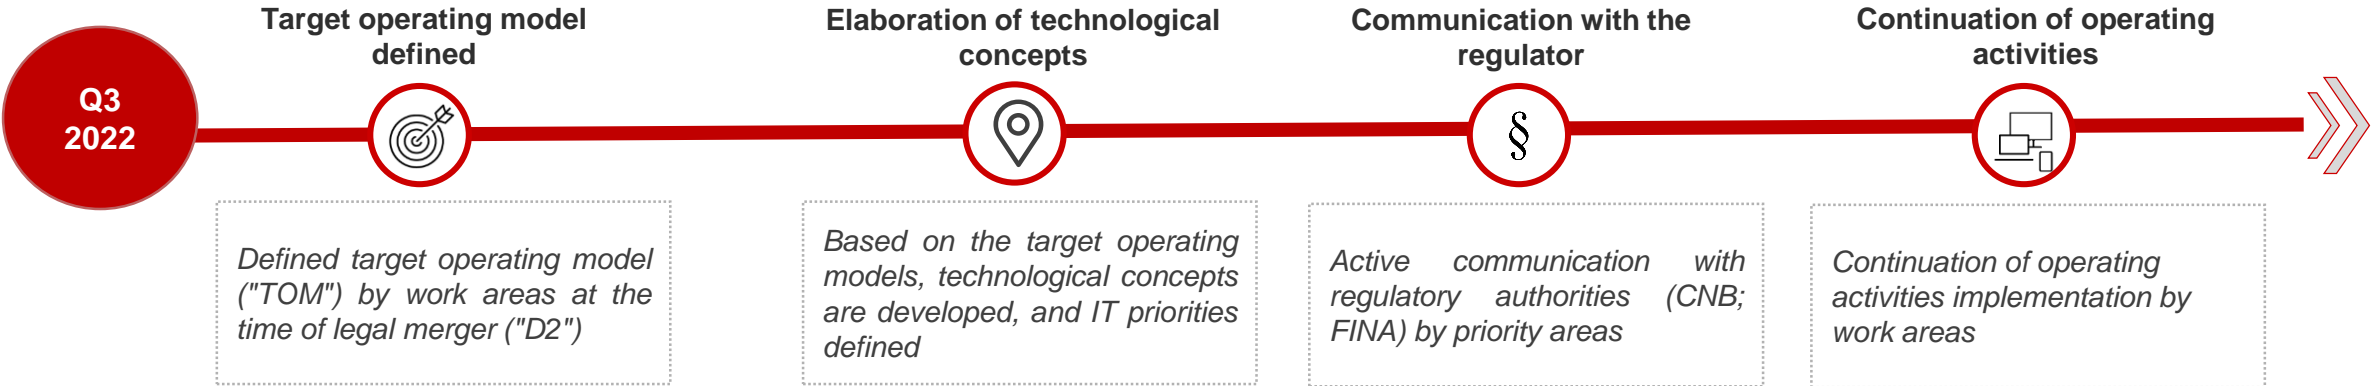 Q3
2022
Target operating model
defined
Defined target operating model
("TOM") by work areas at the
time of legal merger ("D2")
Elaboration of technological
concepts
Based on the target operating
models, technological concepts
are developed, and IT priorities
defined
Communication with the
regulator
§
Active communication with
regulatory authorities (CNB;
FINA) by priority areas
Continuation of operating
activities
Continuation of operating
activities implementation by
work areas